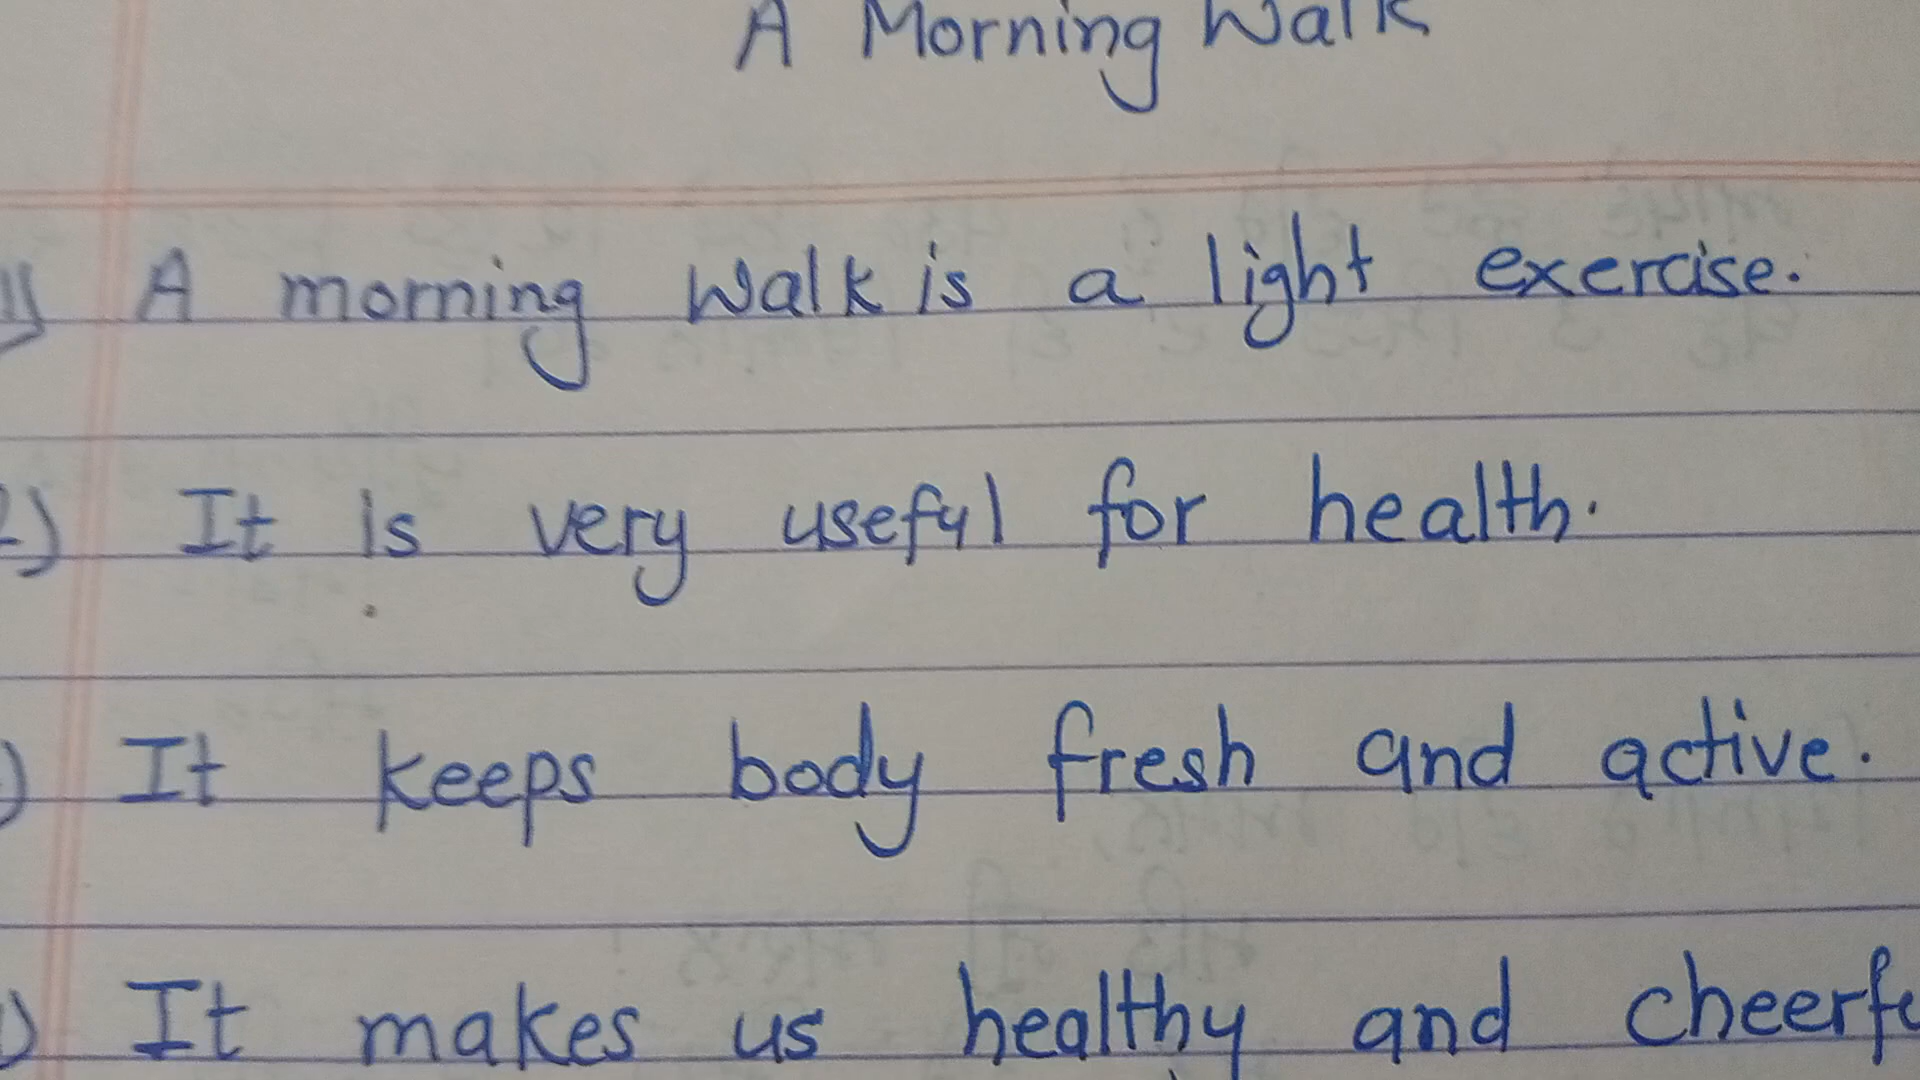 A Morning Walk
1) A morning Walk is a light exercise.
2) It is very useful for health.
) It keeps body fresh and active.
) It makes us healthy and